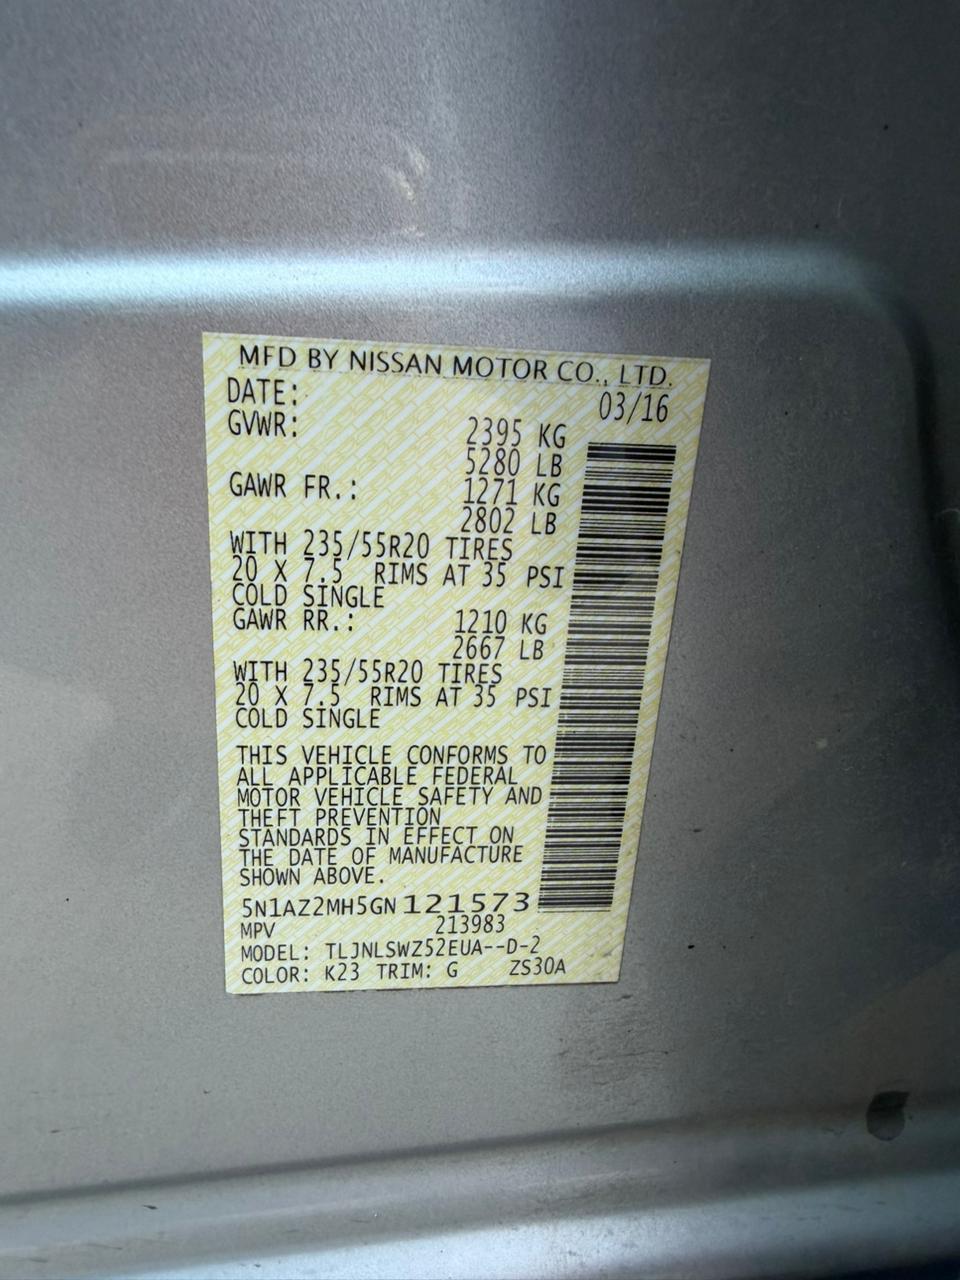 MFD BY NISSAN MOTOR CO., LTD.
DATE: 03/16
GVWR: 2395 KG
5280 LB
GAWR FR.: 1271 KG
2802 LB
WITH 235/55R20 TIRES
20 X 7.5 RIMS AT 35 PSI
COLD SINGLE
GAWR RR.: 1210 KG
2667 LB
WITH 235/55R20 TIRES
20 X 7.5 RIMS AT 35 PSI
COLD SINGLE
THIS VEHICLE CONFORMS TO
ALL APPLICABLE FEDERAL
MOTOR VEHICLE SAFETY AND
THEFT PREVENTION
STANDARDS IN EFFECT ON
THE DATE OF MANUFACTURE
SHOWN ABOVE.
5N1AZ2MH5GN121573
MPV 213983
MODEL: TLJNLSWZ52EUA--D-2
COLOR: K23 TRIM: G ZS30A